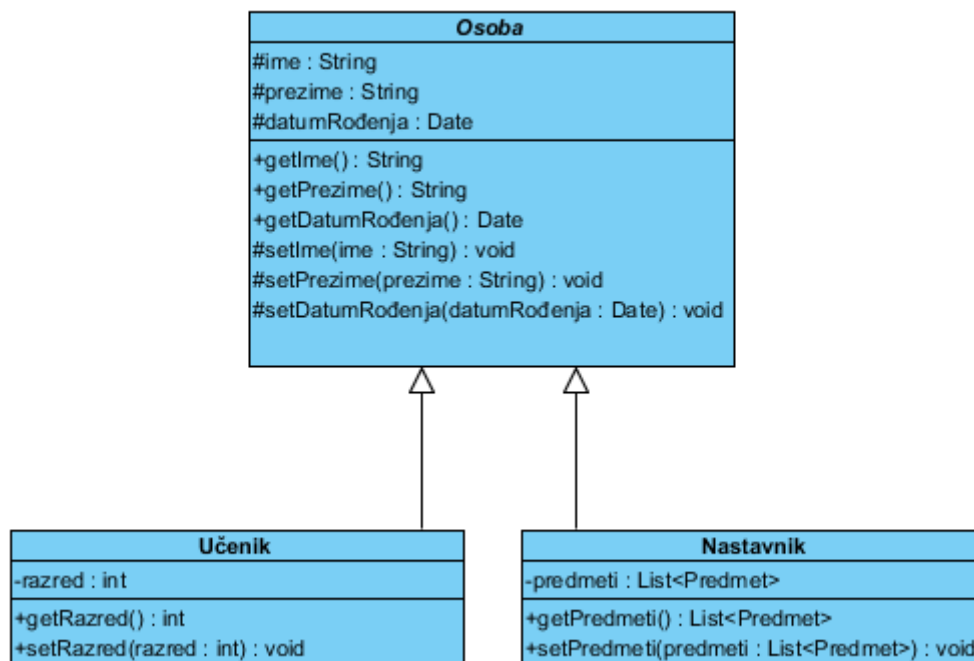 Osoba
#ime : String
#prezime : String
#datumRođenja : Date
+getIme() : String
+getPrezime() : String
+getDatumRođenja() : Date
#setIme(ime : String) : void
#setPrezime(prezime : String) : void
#setDatumRođenja(datumRođenja : Date) : void
Učenik
-razred : int
+getRazred() : int
+setRazred(razred : int) : void
Nastavnik
-predmeti : List<Predmet>
+getPredmeti() : List<Predmet>
+setPredmeti(predmeti : List<Predmet>) : void